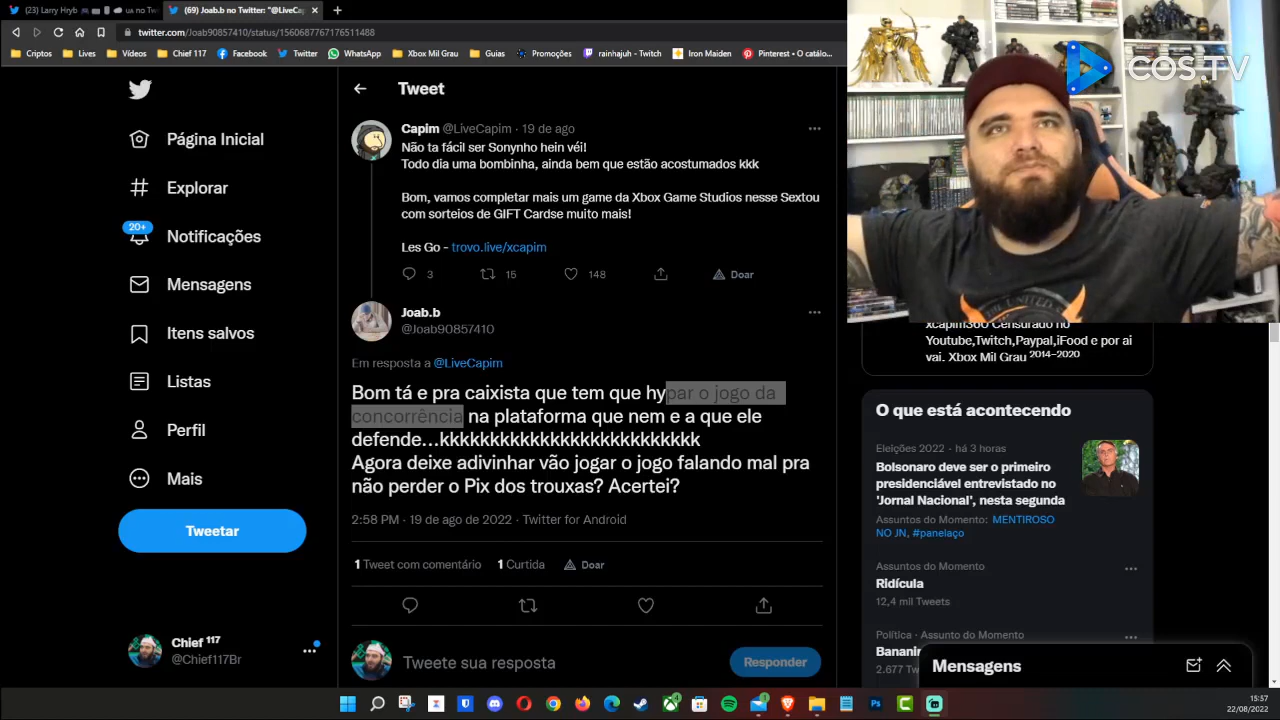 (23) Larry Hryb
UA no Tw
(69) Joab.b no Twitter: "@LiveCa
twitter.com/Joab90857410/status/1560687767176511488
Criptos
Lives
Vídeos
Chief 117
Facebook
Twitter
WhatsApp
Xbox Mil Grau
Guias
Promoções
rainhajuh - Twitch
Iron Maiden
Pinterest • O catálo...
COS.TV
Página Inicial
Explorar
20+
Notificações
Mensagens
Itens salvos
Listas
Perfil
Mais
Tweetar
Chief 117
@Chief117Br
Tweet
Capim @LiveCapim · 19 de ago
Não ta fácil ser Sonynho hein véi!
Todo dia uma bombinha, ainda bem que estão acostumados kkk
Bom, vamos completar mais um game da Xbox Game Studios nesse Sextou
com sorteios de GIFT Cardse muito mais!
Les Go - trovo.live/xcapim
3
15
148
Doar
Joab.b
@Joab90857410
Em resposta a @LiveCapim
Bom tá e pra caixista que tem que hypar o jogo da
concorrência na plataforma que nem e a que ele
defende...kkkkkkkkkkkkkkkkkkkkkkkkkk
Agora deixe adivinhar vão jogar o jogo falando mal pra
não perder o Pix dos trouxas? Acertei?
2:58 PM · 19 de ago de 2022 · Twitter for Android
1 Tweet com comentário
1 Curtida
Doar
Tweete sua resposta
Responder
xcapim360 Censurado no
Youtube,Twitch,Paypal,iFood e por ai
vai. Xbox Mil Grau 2014–2020
O que está acontecendo
Eleições 2022 · há 3 horas
Bolsonaro deve ser o primeiro
presidenciável entrevistado no
'Jornal Nacional', nesta segunda
Assuntos do Momento: MENTIROSO
NO JN, #panelaço
Assuntos do Momento
Ridícula
12,4 mil Tweets
Política · Assunto do Momento
2.677
Mensagens
15:57
22/08/2022